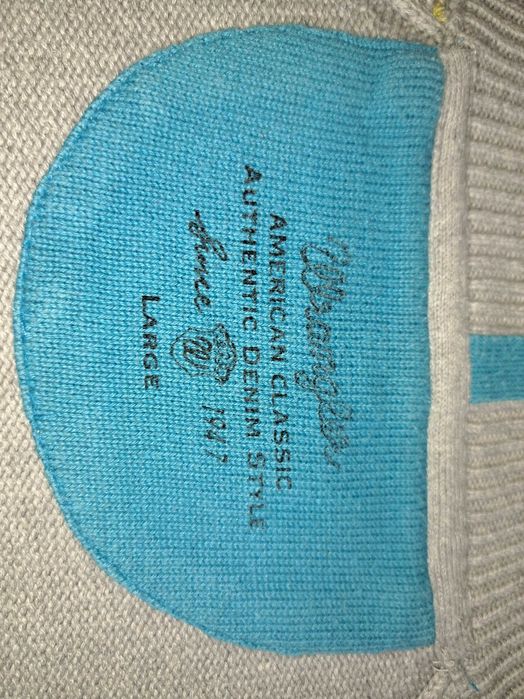 Wrangler
AMERICAN CLASSIC
AUTHENTIC DENIM STYLE
since W 1947
LARGE